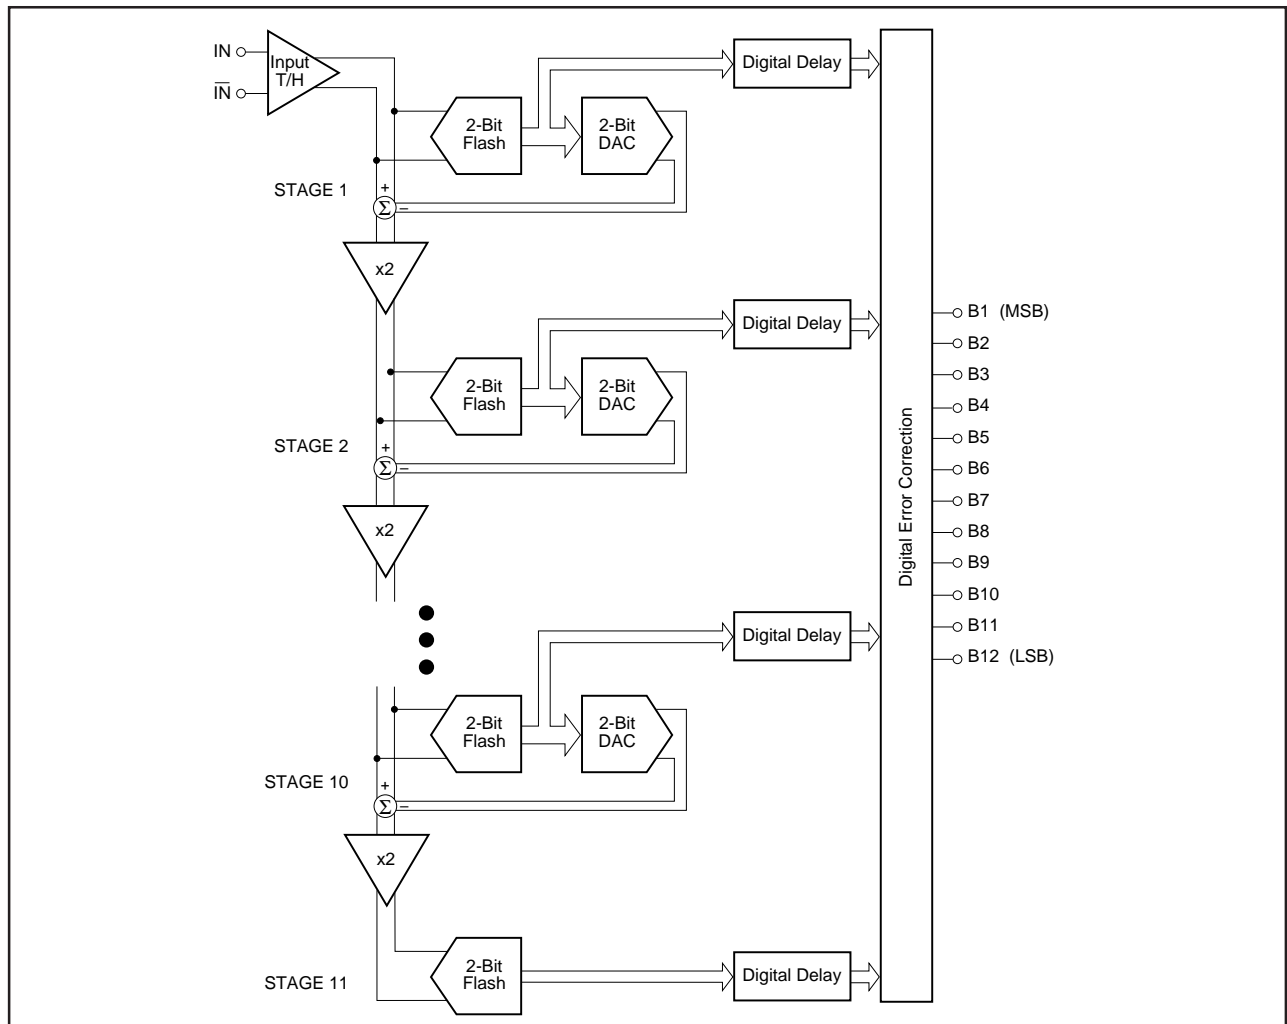 IN
I̅N̅
Input
T/H
2-Bit
Flash
2-Bit
DAC
Digital Delay
STAGE 1
+
Σ
–
x2
2-Bit
Flash
2-Bit
DAC
Digital Delay
STAGE 2
+
Σ
–
x2
2-Bit
Flash
2-Bit
DAC
Digital Delay
STAGE 10
+
Σ
–
x2
STAGE 11
2-Bit
Flash
Digital Delay
Digital Error Correction
B1 (MSB)
B2
B3
B4
B5
B6
B7
B8
B9
B10
B11
B12 (LSB)